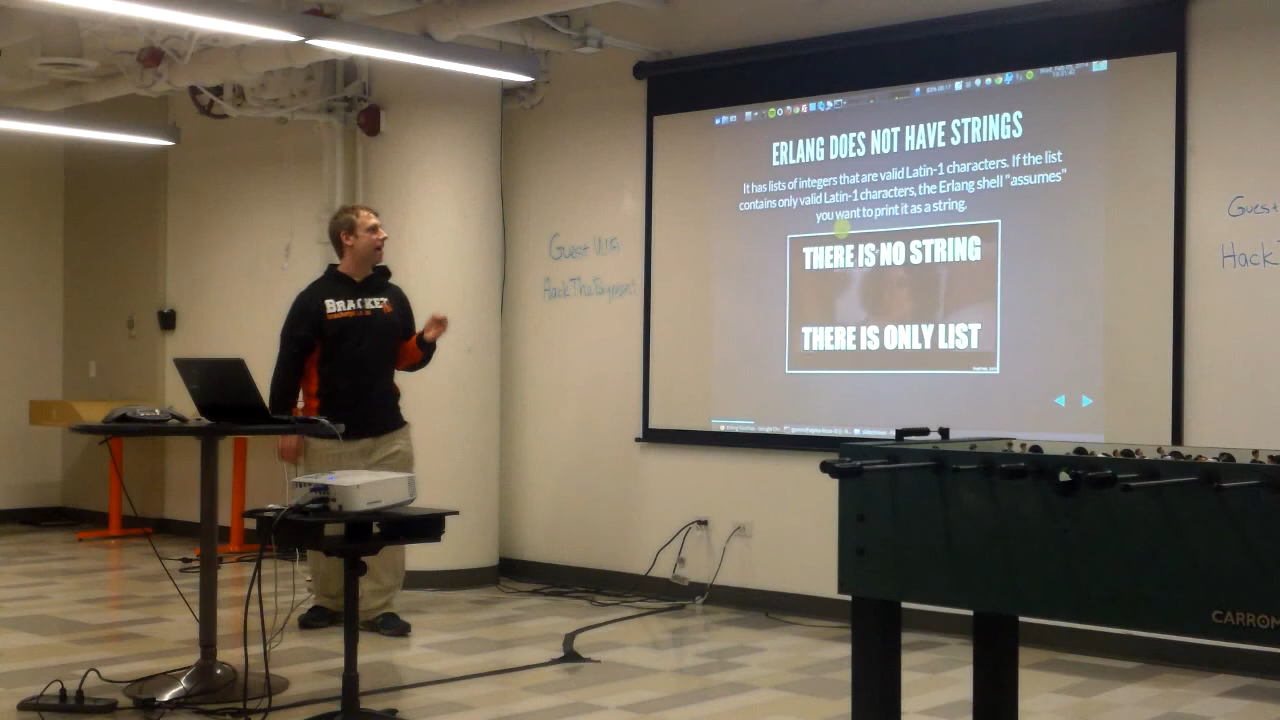 ERLANG DOES NOT HAVE STRINGS
It has lists of integers that are valid Latin-1 characters. If the list
contains only valid Latin-1 characters, the Erlang shell "assumes"
you want to print it as a string.
THERE IS NO STRING
THERE IS ONLY LIST
BRACKET
Guest
Guest
Hack
CARROM